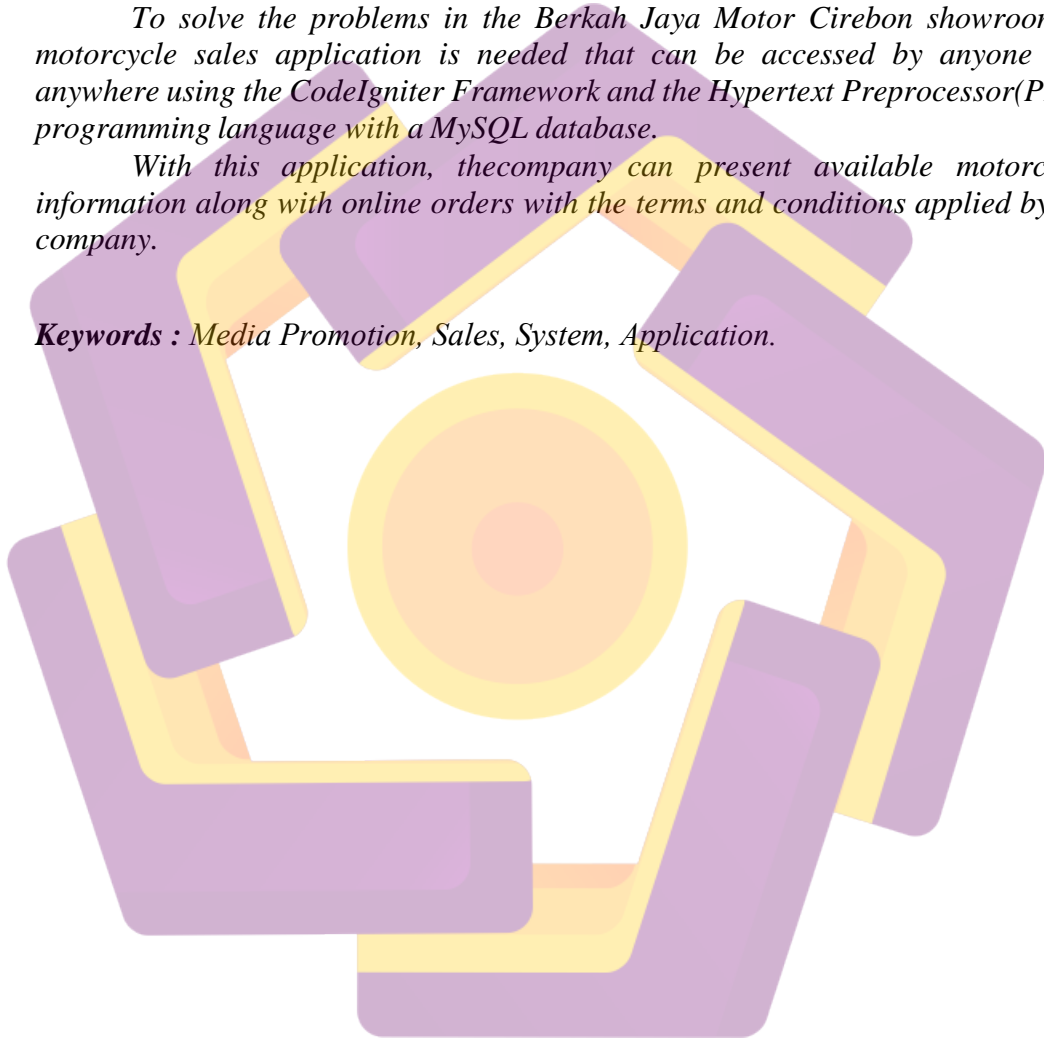 To solve the problems in the Berkah Jaya Motor Cirebon showroom
motorcycle sales application is needed that can be accessed by anyone
anywhere using the CodeIgniter Framework and the Hypertext Preprocessor(P
programming language with a MySQL database.
With this application, thecompany can present available motorc
information along with online orders with the terms and conditions applied by
company.
Keywords : Media Promotion, Sales, System, Application.